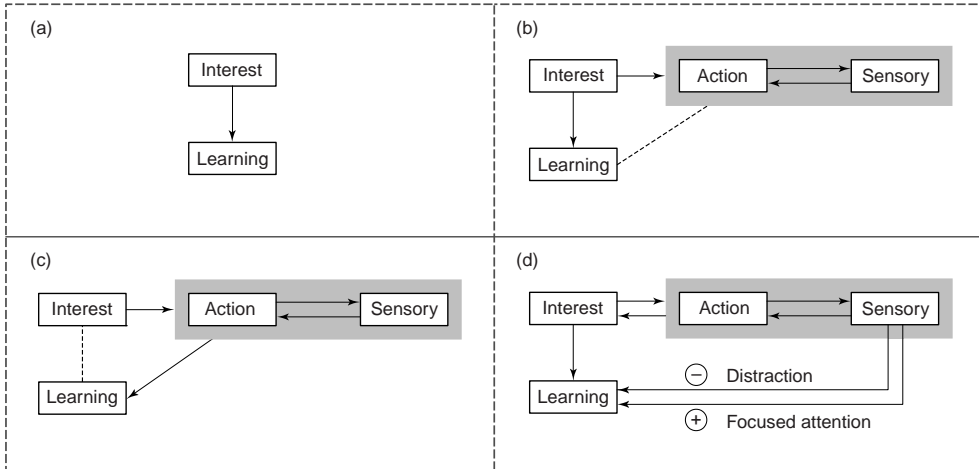 (a)
Interest
Learning
(b)
Interest
Action
Sensory
Learning
(c)
Interest
Action
Sensory
Learning
(d)
Interest
Action
Sensory
Learning
− Distraction
+ Focused attention